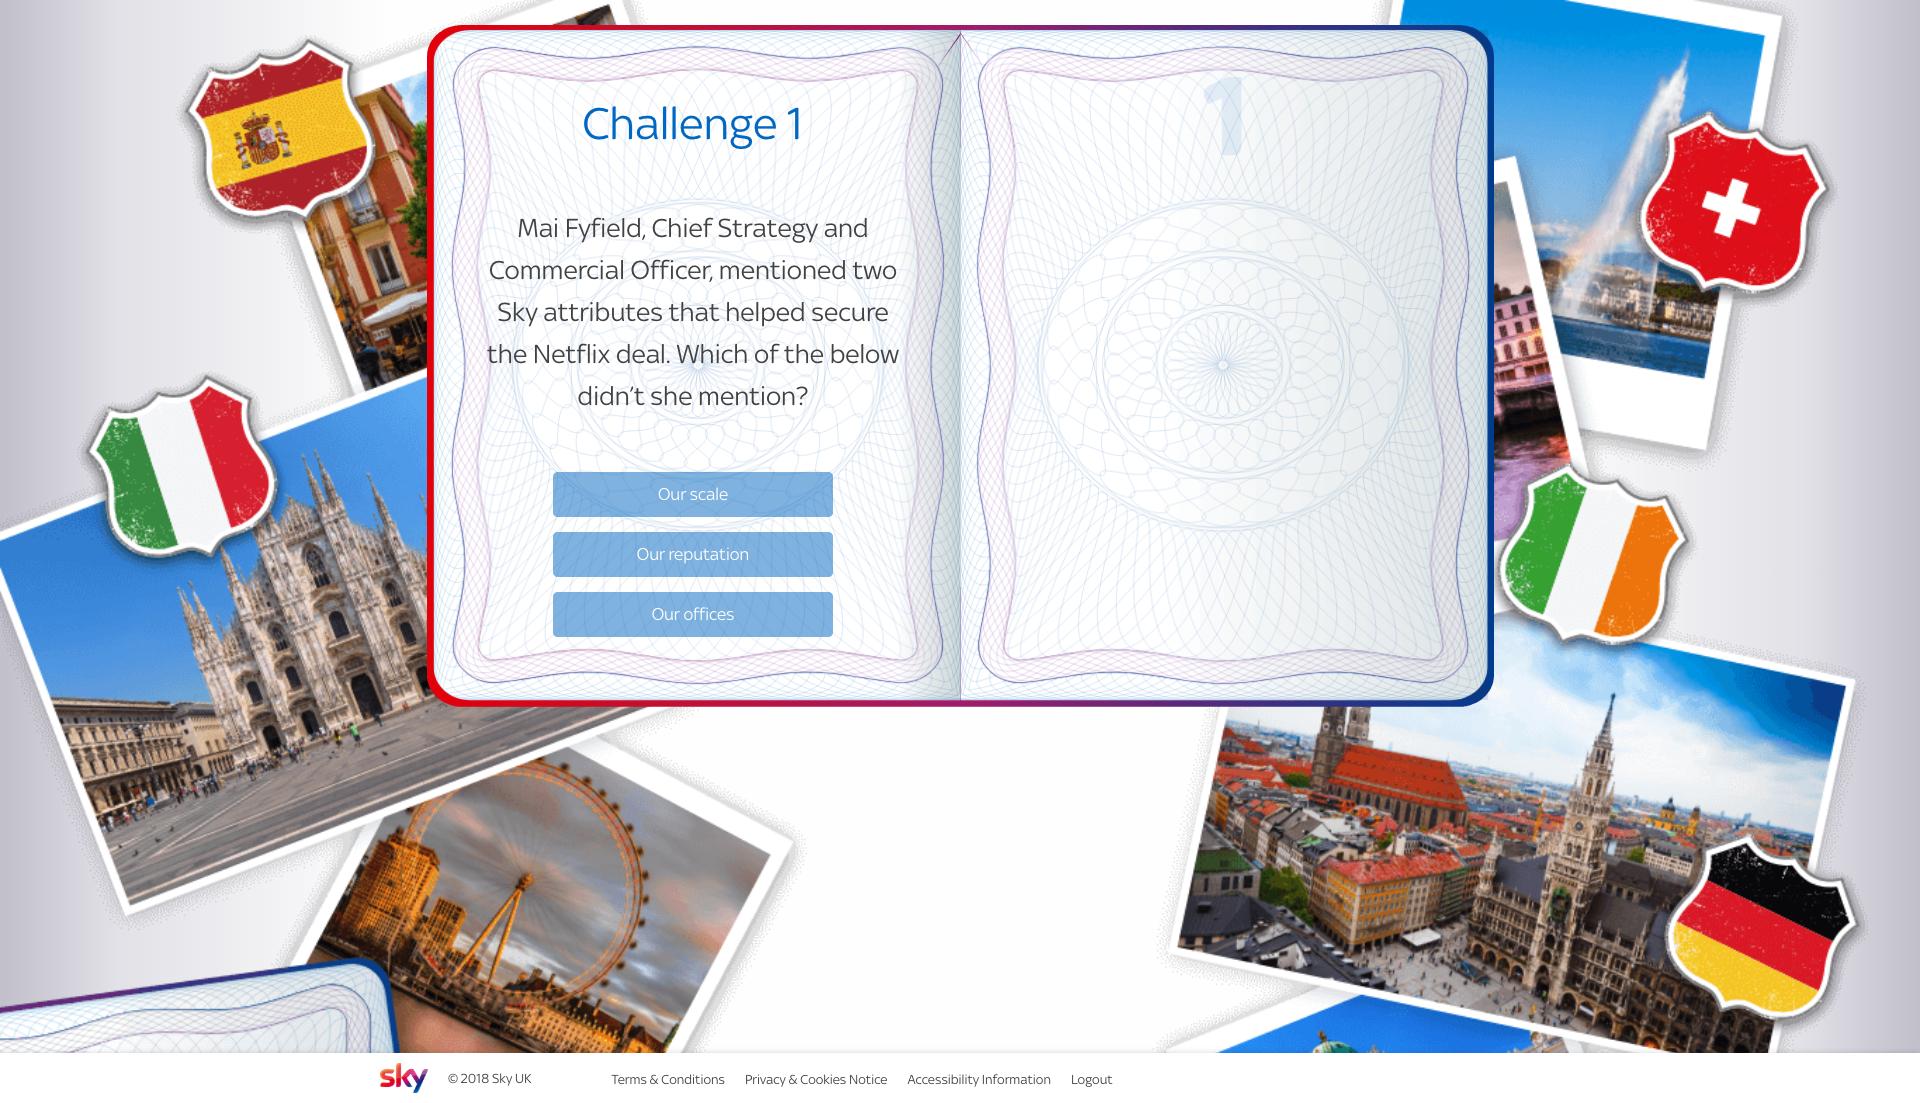 Challenge 1
1
Mai Fyfield, Chief Strategy and
Commercial Officer, mentioned two
Sky attributes that helped secure
the Netflix deal. Which of the below
didn't she mention?
Our scale
Our reputation
Our offices
sky
© 2018 Sky UK
Terms & Conditions
Privacy & Cookies Notice
Accessibility Information
Logout